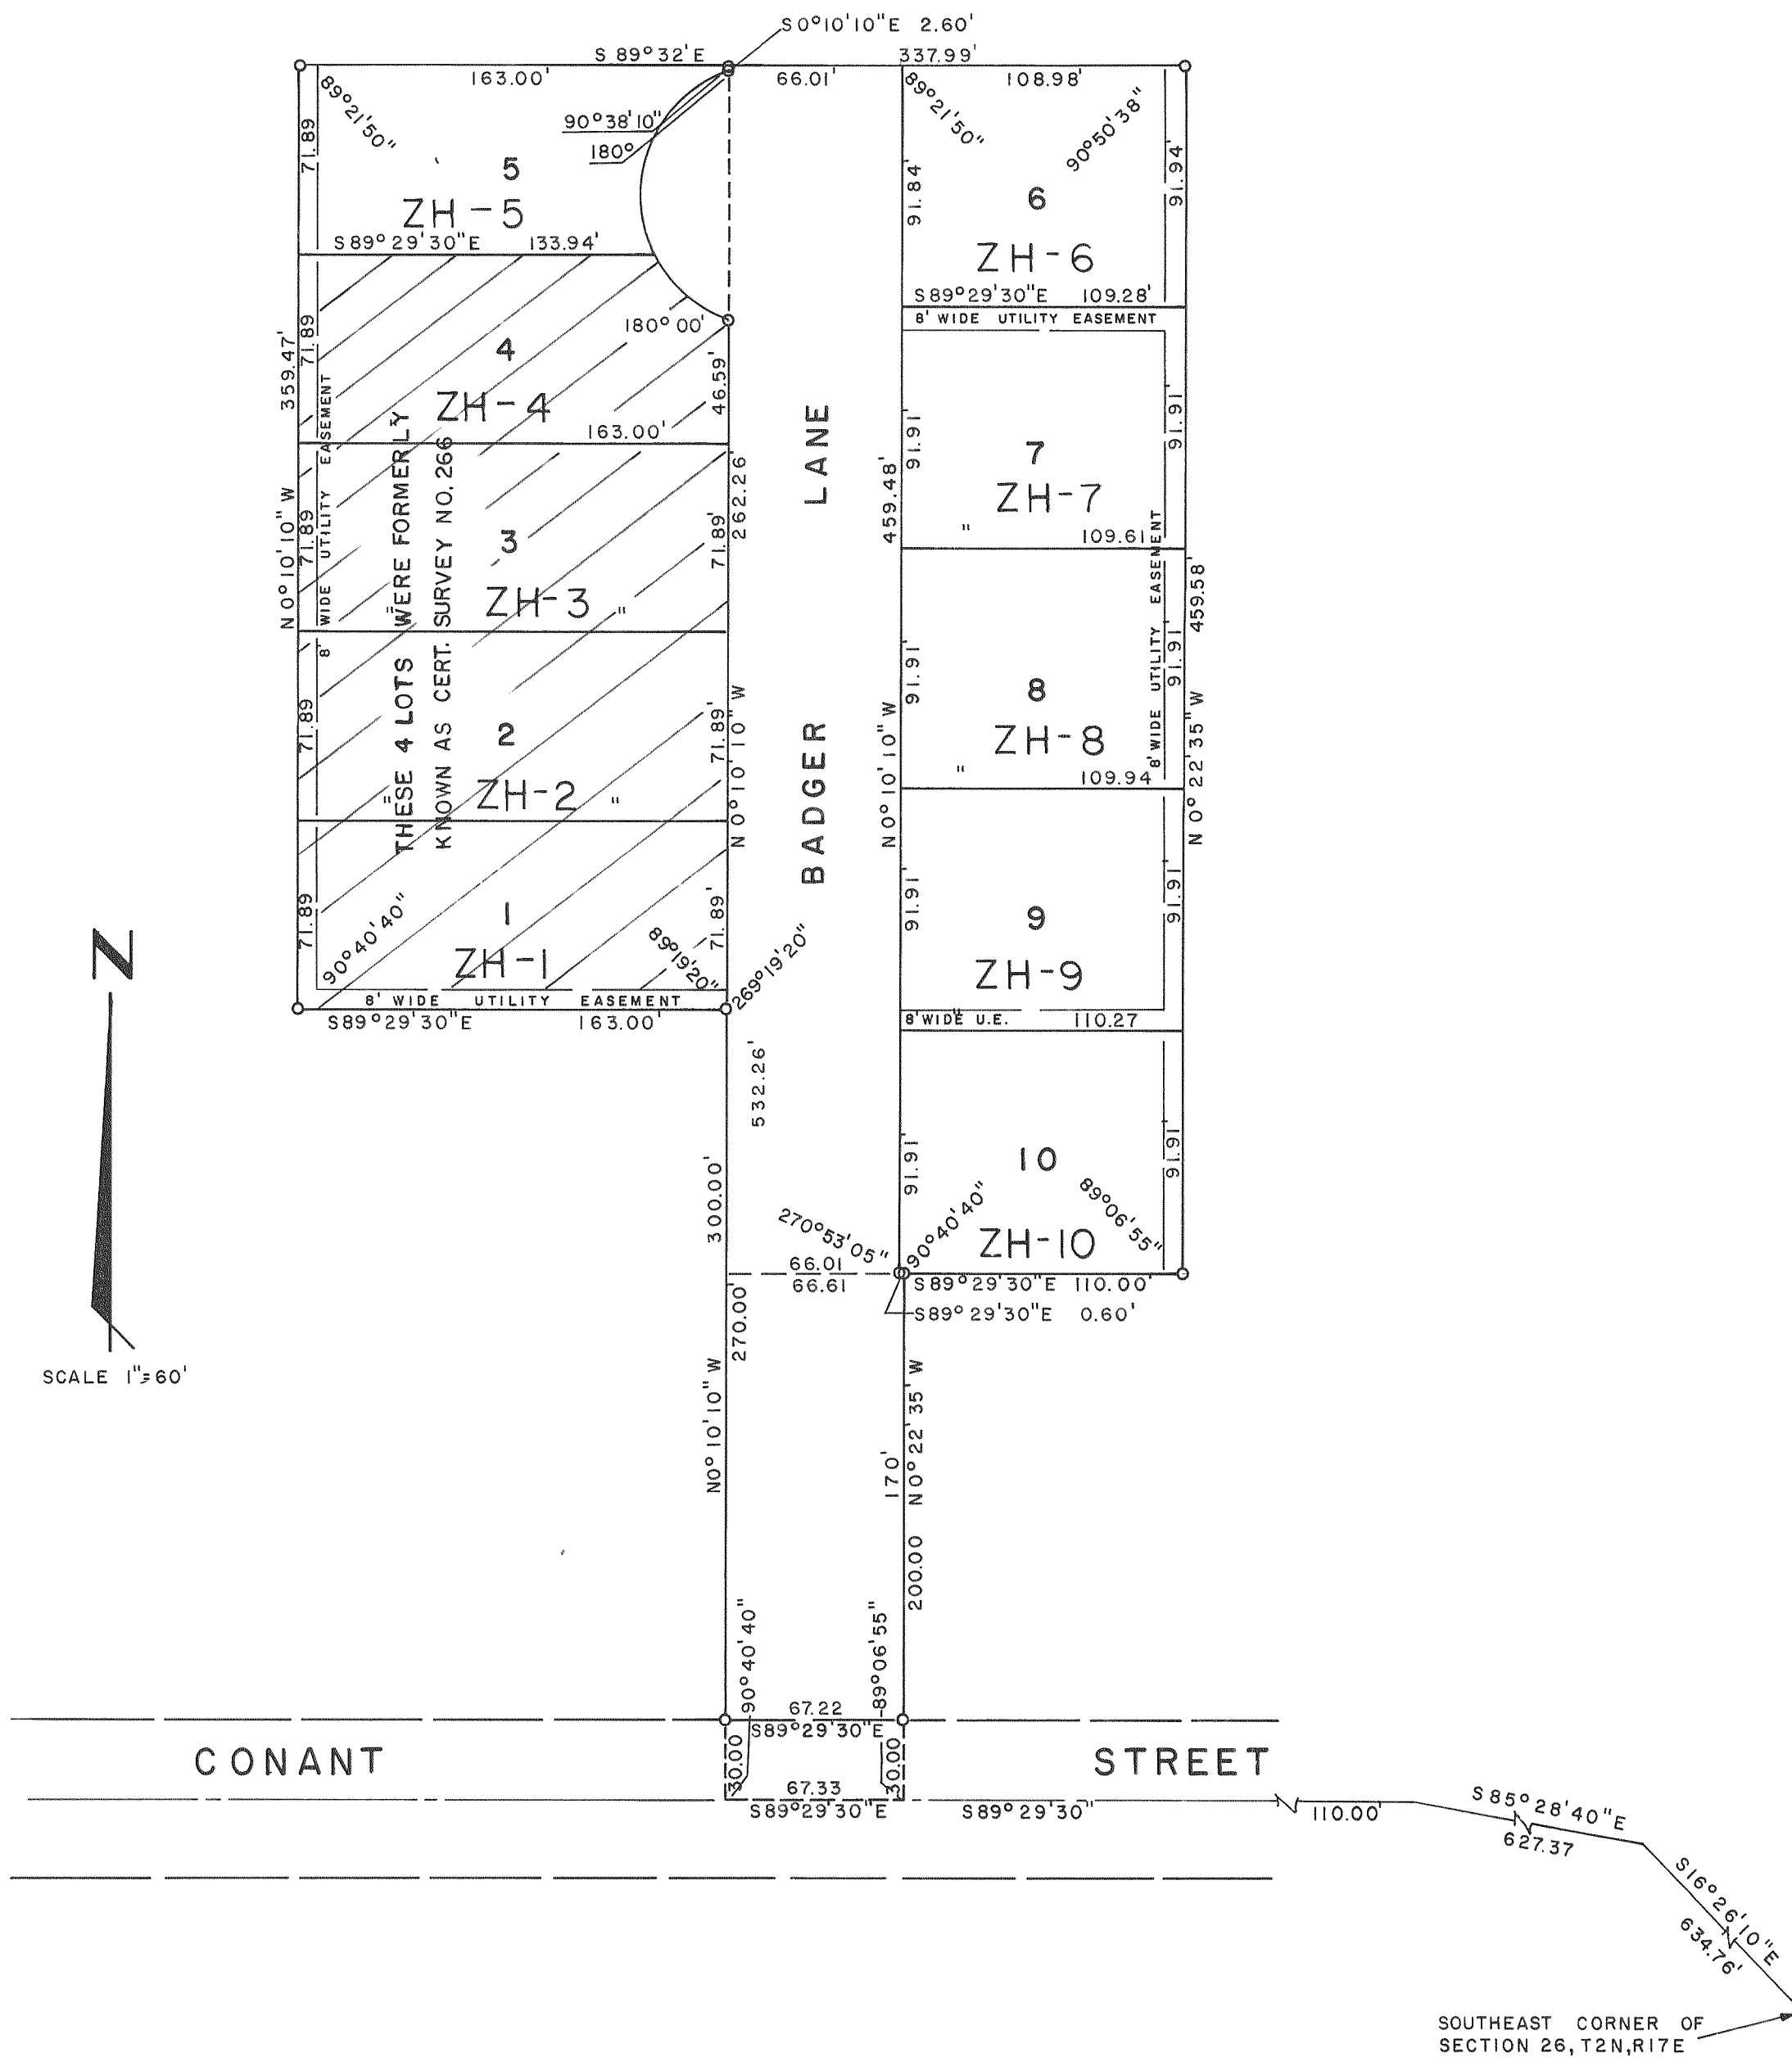 S 0°10'10"E 2.60'
S 89°32'E
337.99'
163.00'
66.01'
108.98'
89°21'50"
90°38'10"
180°
89°21'50"
90°50'38"
71.89
91.84'
91.94'
5
ZH-5
6
ZH-6
S89°29'30"E 133.94'
S89°29'30"E 109.28'
8' WIDE UTILITY EASEMENT
180°00'
359.47'
71.89
4
ZH-4
46.59'
163.00'
LANE
91.91
91.91'
7
ZH-7
"
109.61
459.48'
262.26'
N 0°10'10" W
71.89
8' WIDE UTILITY EASEMENT
THESE 4 LOTS WERE FORMERLY
KNOWN AS CERT. SURVEY NO. 266
3
ZH-3
"
"
71.89'
8' WIDE UTILITY EASEMENT
459.58
91.91
91.91
8
ZH-8
"
109.94
N 0°10'10" W
N 0°22'35" W
71.89
2
ZH-2
"
"
71.89'
N 0°10'10" W
BADGER
91.91
91.91'
9
ZH-9
71.89
1
ZH-1
71.89'
90°40'40"
89°19'20"
269°19'20"
8' WIDE UTILITY EASEMENT
S89°29'30"E 163.00'
8' WIDE U.E.
"
110.27
N
532.26'
300.00'
91.91
91.91'
10
ZH-10
270°53'05"
90°40'40"
89°06'55"
66.01
66.61
S89°29'30"E 110.00'
S89°29'30"E 0.60'
270.00'
SCALE 1"=60'
N0°10'10" W
170'
N 0°22'35" W
200.00
90°40'40"
89°06'55"
67.22
S89°29'30"E
CONANT STREET
30.00
30.00
67.33
S89°29'30"E
S89°29'30"
110.00'
S 85°28'40"E
627.37
S16°26'10"E
634.76'
SOUTHEAST CORNER OF
SECTION 26, T2N, R17E